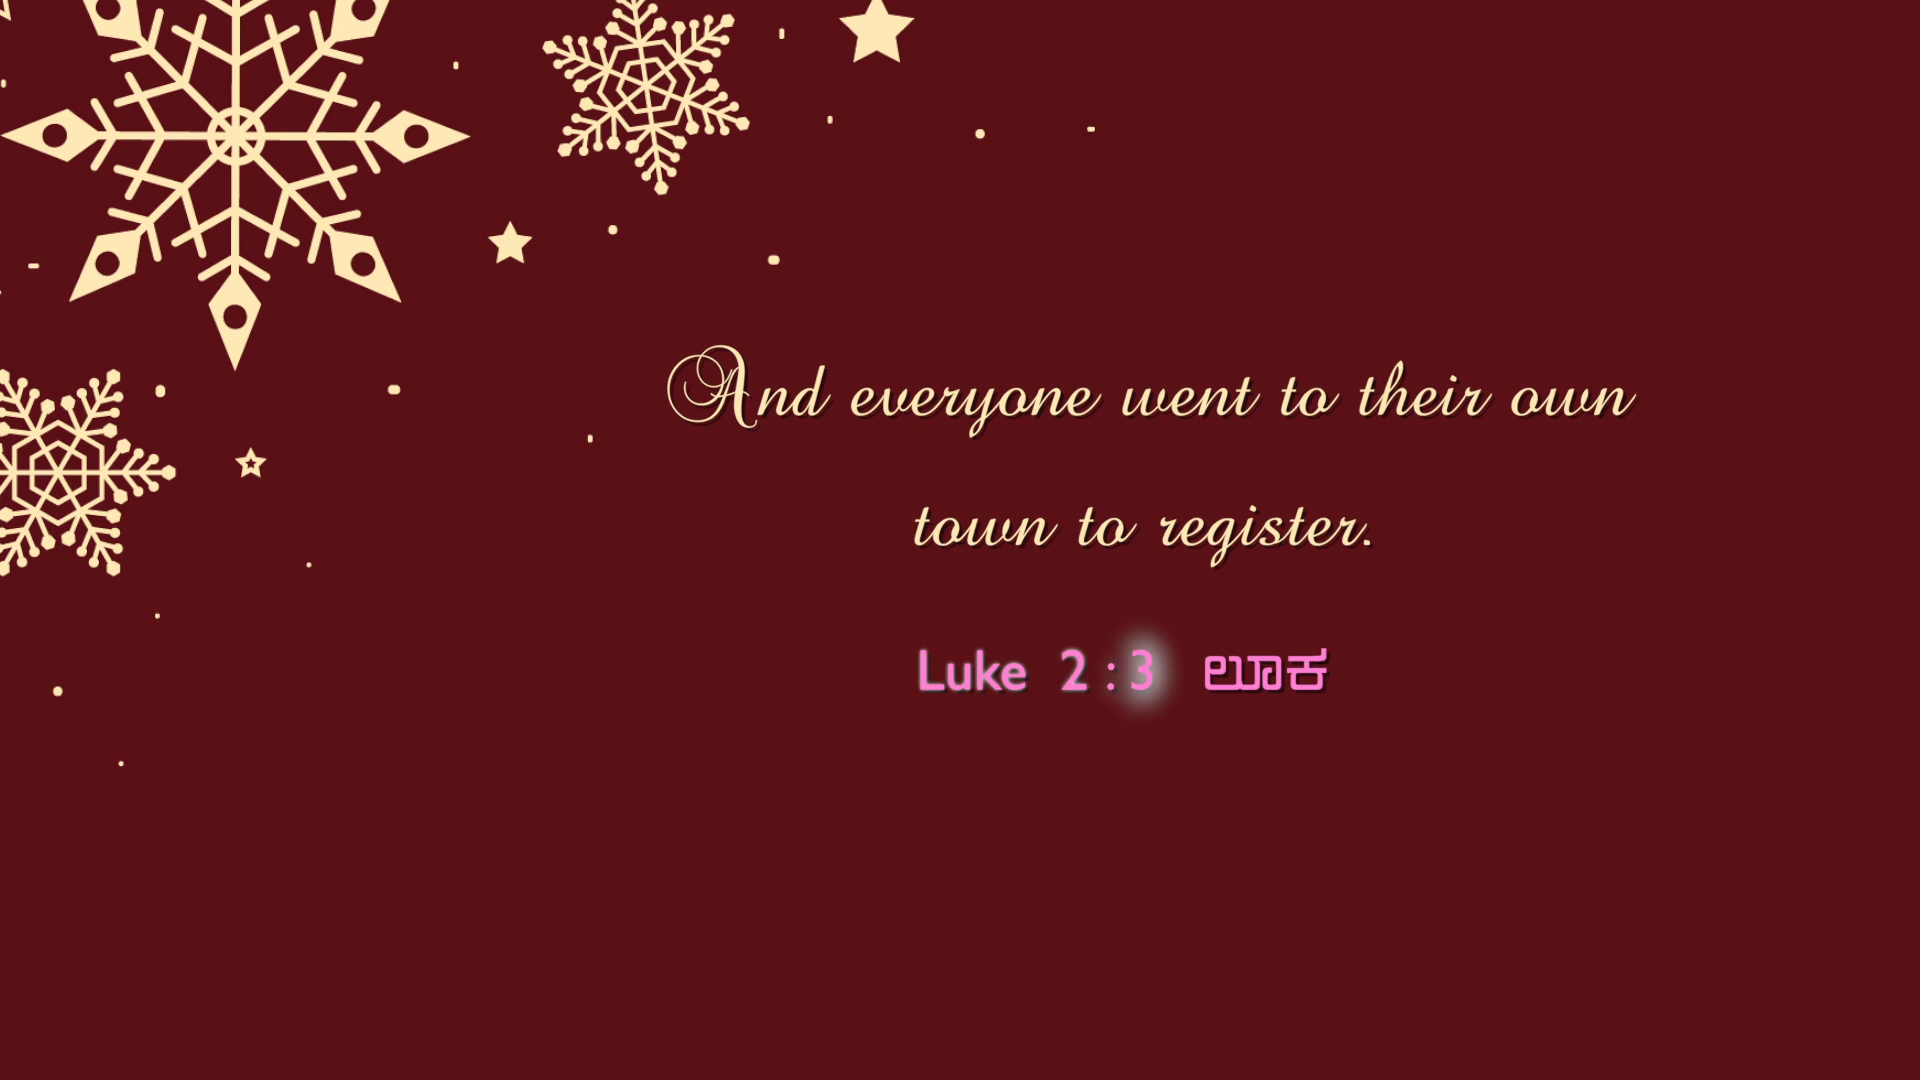 And everyone went to their own
town to register.
Luke 2 : 3 ಲೂಕ